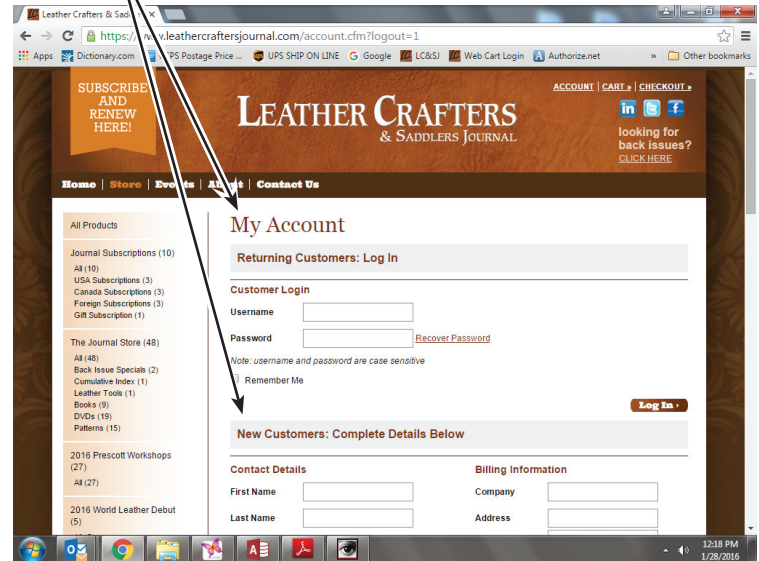 Leather Crafters & Sadd
https://www.leathercraftersjournal.com/account.cfm?logout=1
Apps Dictionary.com PS Postage Price ... UPS SHIP ON LINE Google LC&SJ Web Cart Login Authorize.net » Other bookmarks
SUBSCRIBE
AND
RENEW
HERE!
LEATHER CRAFTERS
& SADDLERS JOURNAL
ACCOUNT | CART » | CHECKOUT »
looking for
back issues?
CLICK HERE
Home | Store | Events | About | Contact Us
All Products
Journal Subscriptions (10)
All (10)
USA Subscriptions (3)
Canada Subscriptions (3)
Foreign Subscriptions (3)
Gift Subscription (1)
The Journal Store (48)
All (48)
Back Issue Specials (2)
Cumulative Index (1)
Leather Tools (1)
Books (9)
DVDs (19)
Patterns (15)
2016 Prescott Workshops
(27)
All (27)
2016 World Leather Debut
(5)
My Account
Returning Customers: Log In
Customer Login
Username
Password Recover Password
Note: username and password are case sensitive
Remember Me
Log In ›
New Customers: Complete Details Below
Contact Details
First Name
Last Name
Billing Information
Company
Address
12:18 PM
1/28/2016